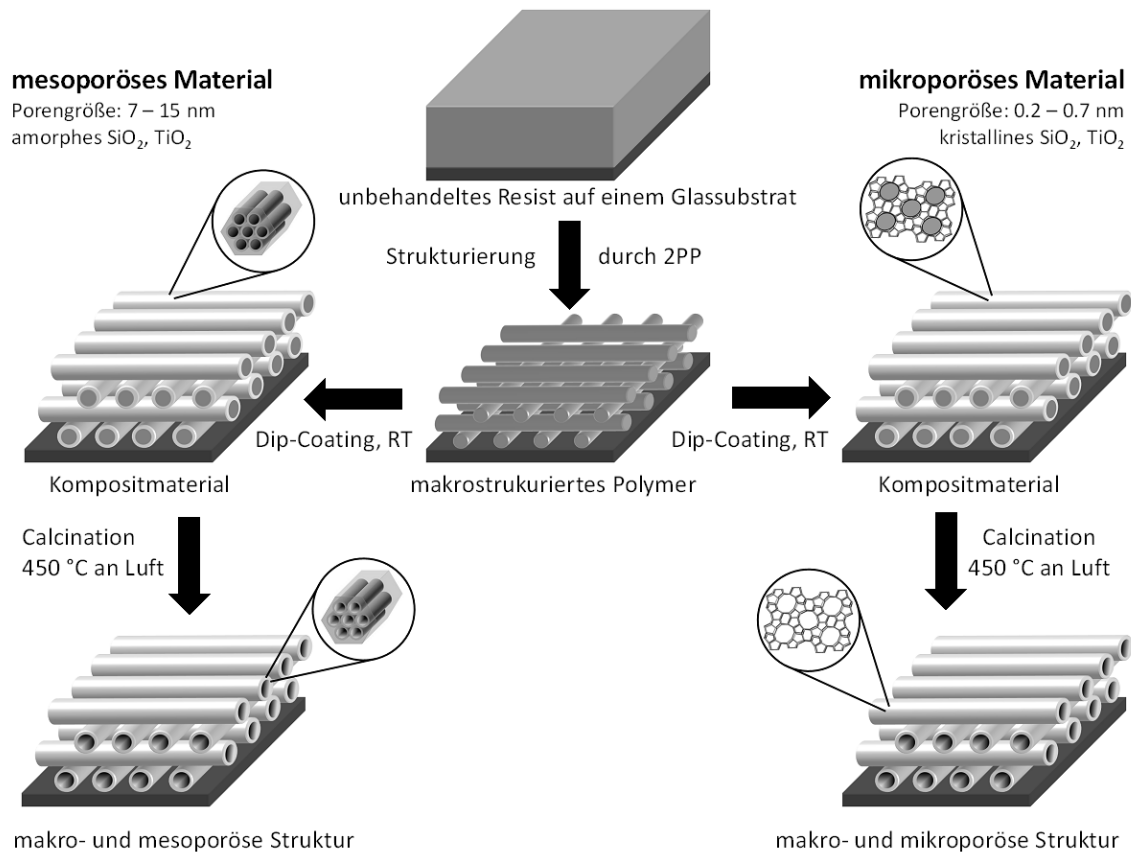 mesoporöses Material
Porengröße: 7 – 15 nm
amorphes SiO₂, TiO₂
mikroporöses Material
Porengröße: 0.2 – 0.7 nm
kristallines SiO₂, TiO₂
unbehandeltes Resist auf einem Glassubstrat
Strukturierung durch 2PP
Dip-Coating, RT
Dip-Coating, RT
Kompositmaterial
makrostrukuriertes Polymer
Kompositmaterial
Calcination
450 °C an Luft
Calcination
450 °C an Luft
makro- und mesoporöse Struktur
makro- und mikroporöse Struktur